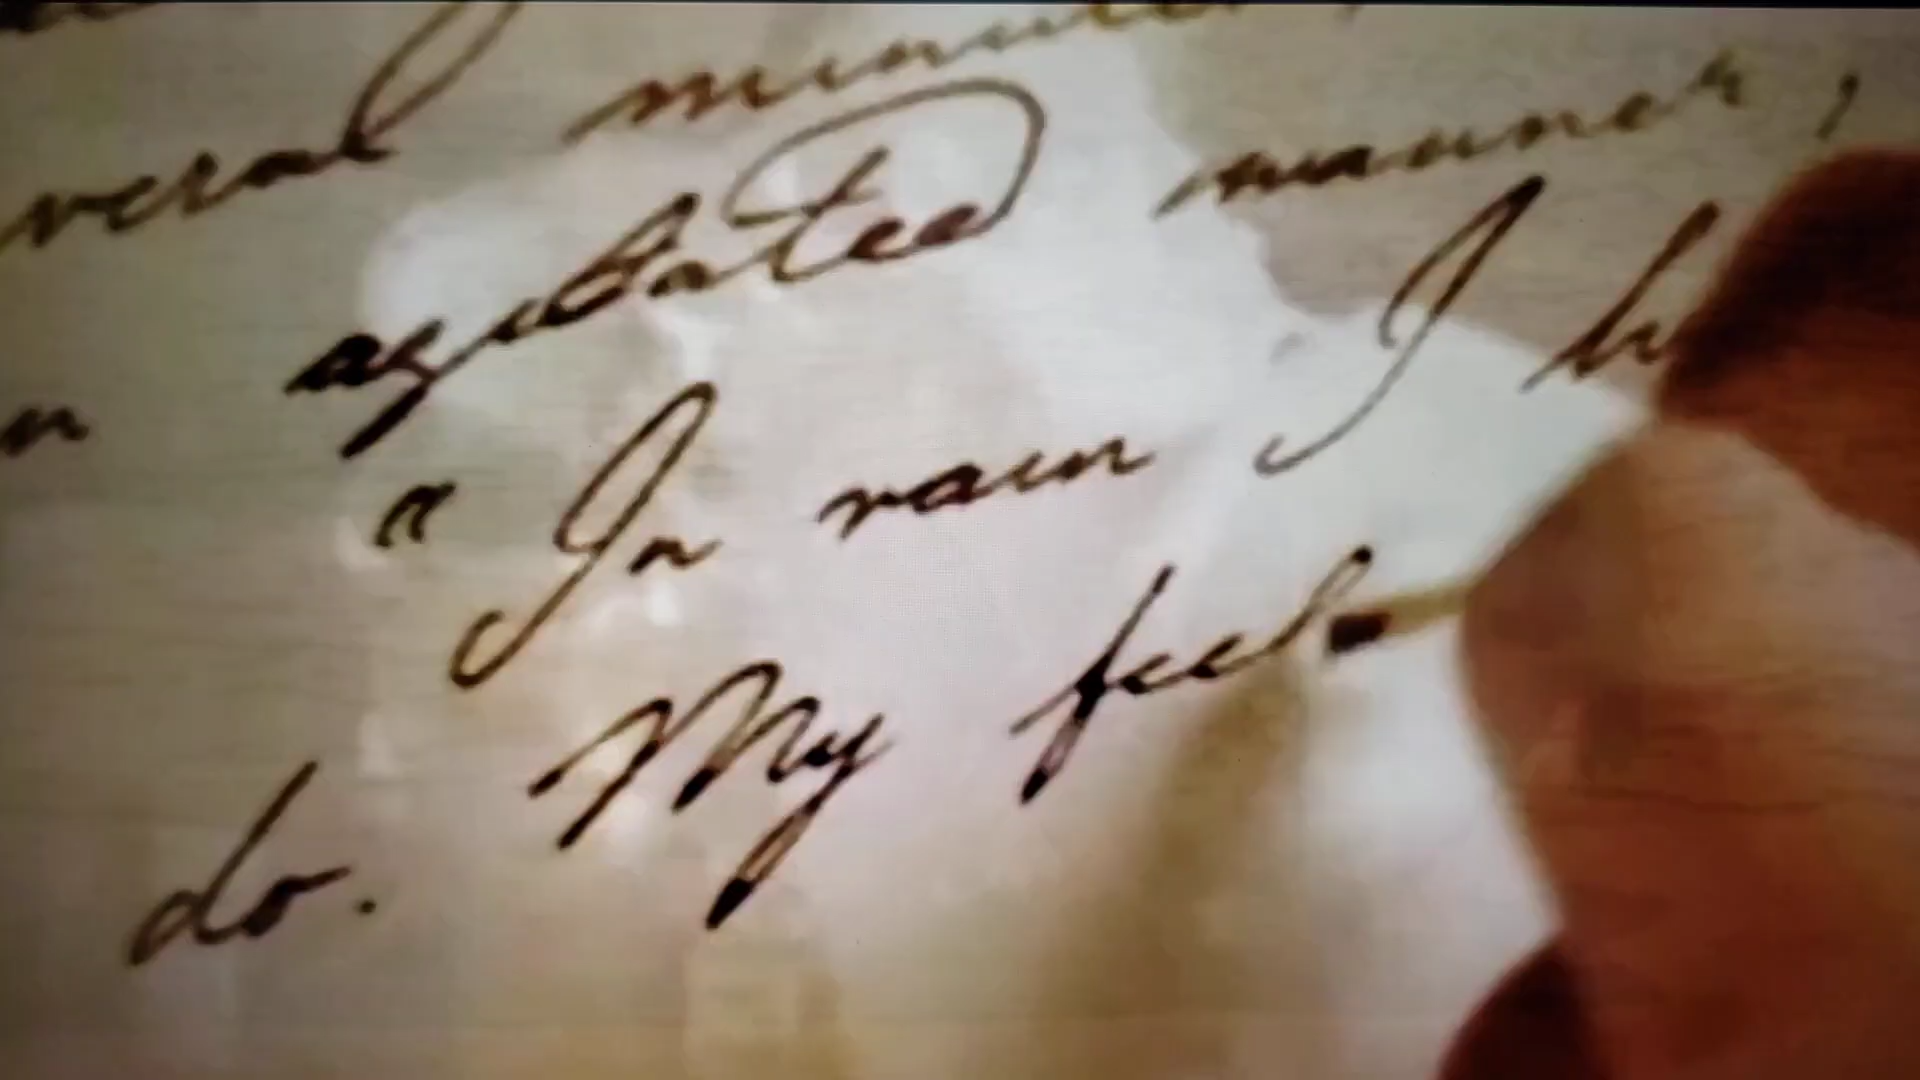 veral minutes,
n agitated manner,
" In vain I h
do. My feel